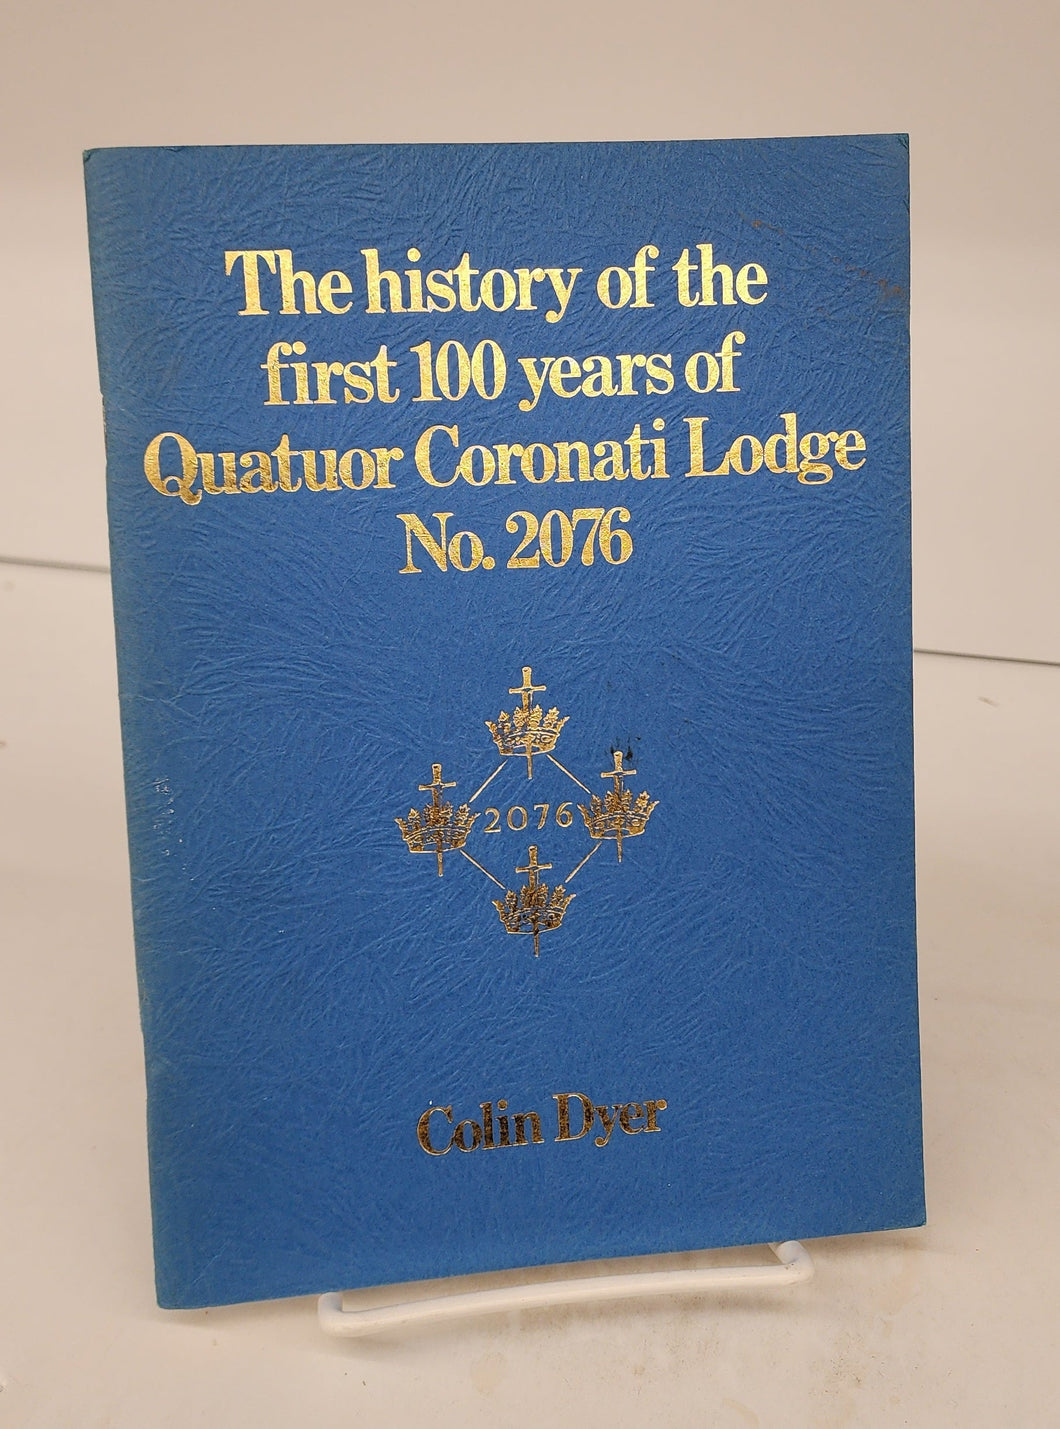 The history of the
first 100 years of
Quatuor Coronati Lodge
No. 2076
2076
Colin Dyer